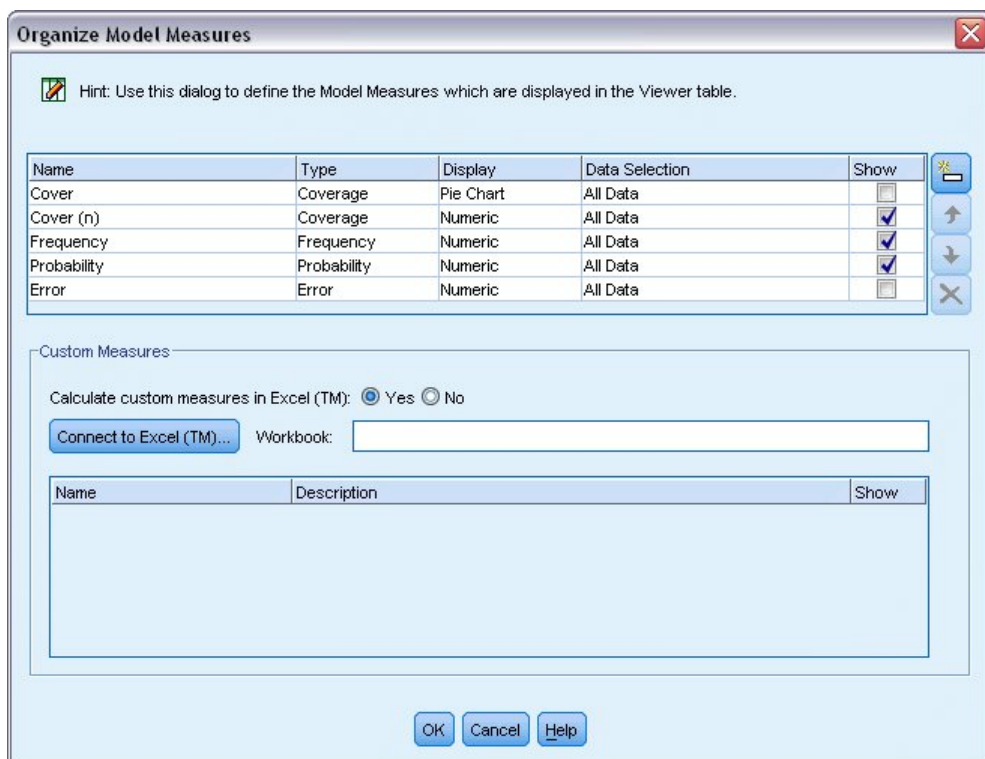 Organize Model Measures
Hint: Use this dialog to define the Model Measures which are displayed in the Viewer table.
Name Type Display Data Selection Show
Cover Coverage Pie Chart All Data
Cover (n) Coverage Numeric All Data
Frequency Frequency Numeric All Data
Probability Probability Numeric All Data
Error Error Numeric All Data
Custom Measures
Calculate custom measures in Excel (TM): Yes No
Connect to Excel (TM)... Workbook:
Name Description Show
OK Cancel Help